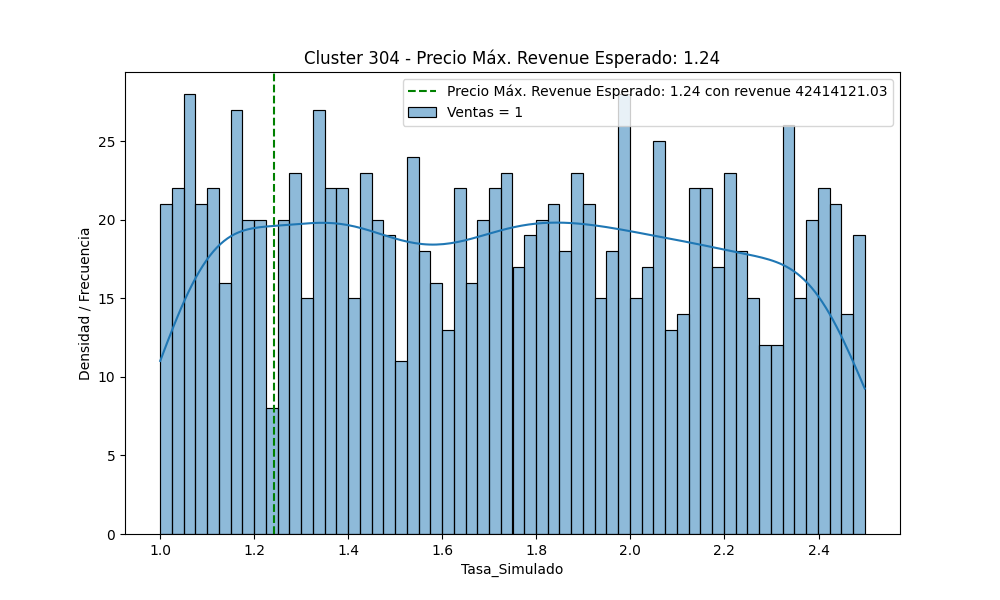 Cluster 304 - Precio Máx. Revenue Esperado: 1.24
Precio Máx. Revenue Esperado: 1.24 con revenue 42414121.03
Ventas = 1
25
20
15
10
5
0
Densidad / Frecuencia
1.0 1.2 1.4 1.6 1.8 2.0 2.2 2.4
Tasa_Simulado